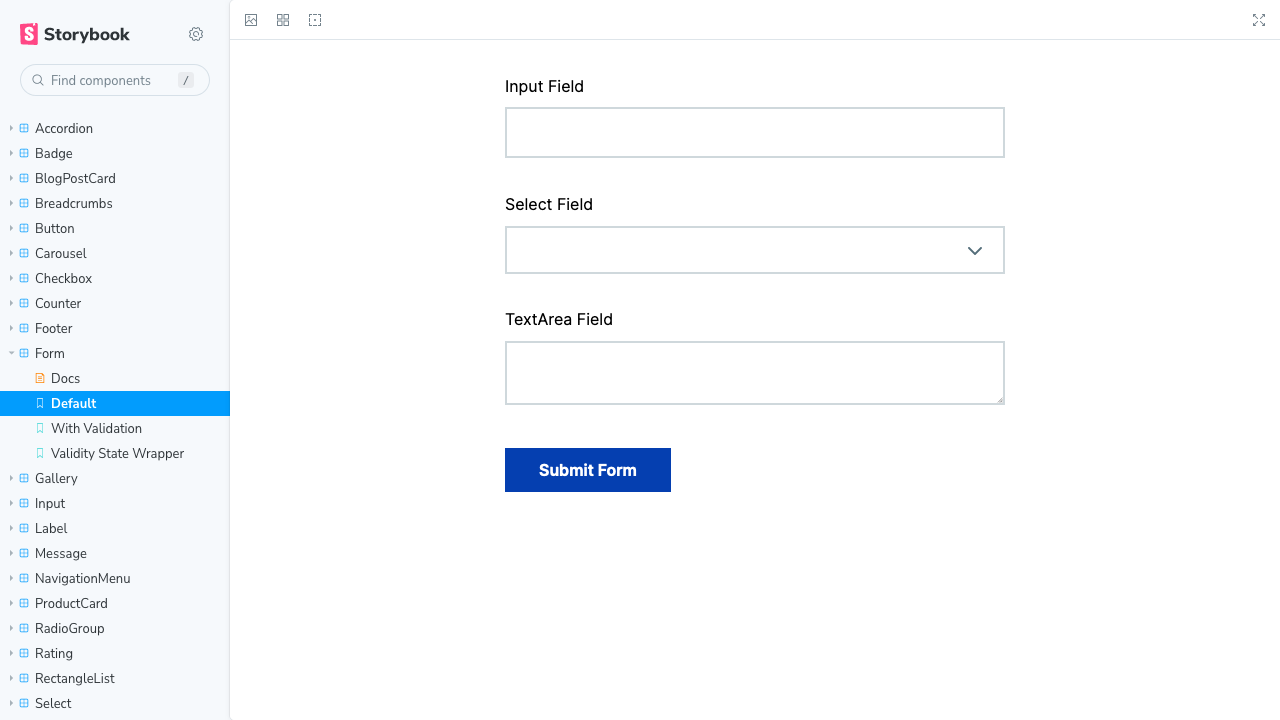 Storybook
Find components
/
Accordion
Badge
BlogPostCard
Breadcrumbs
Button
Carousel
Checkbox
Counter
Footer
Form
Docs
Default
With Validation
Validity State Wrapper
Gallery
Input
Label
Message
NavigationMenu
ProductCard
RadioGroup
Rating
RectangleList
Select
Input Field
Select Field
TextArea Field
Submit Form